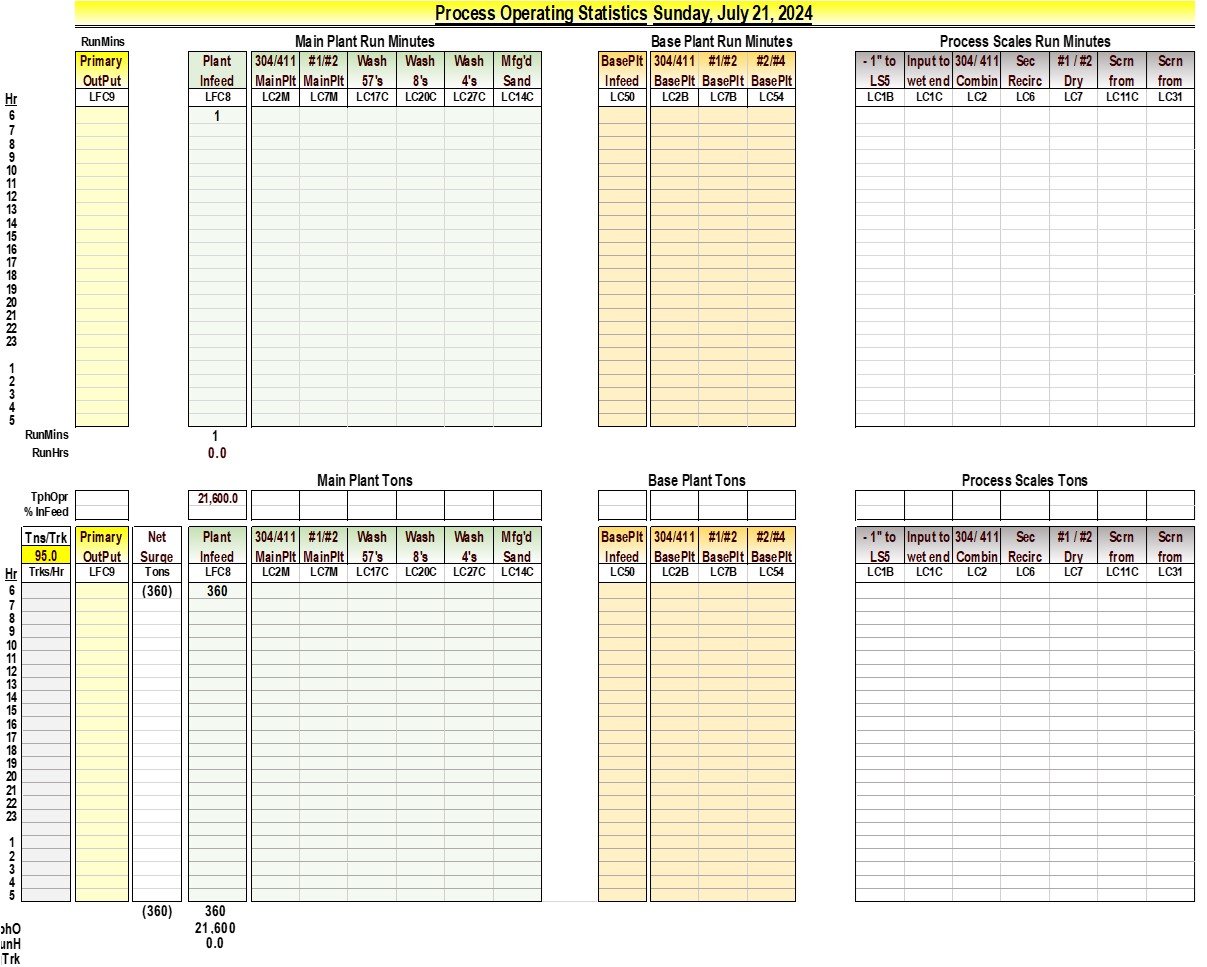 Process Operating Statistics Sunday, July 21, 2024
RunMins Main Plant Run Minutes Base Plant Run Minutes Process Scales Run Minutes
Primary Plant 304/411 #1/#2 Wash Wash Wash Mfg'd BasePlt 304/411 #1/#2 #2/#4 - 1" to Input to 304/ 411 Sec #1 / #2 Scrn Scrn
OutPut Infeed MainPlt MainPlt 57's 8's 4's Sand Infeed BasePlt BasePlt BasePlt LS5 wet end Combin Recirc Dry from from
Hr LFC9 LFC8 LC2M LC7M LC17C LC20C LC27C LC14C LC50 LC2B LC7B LC54 LC1B LC1C LC2 LC6 LC7 LC11C LC31
6 1
7
8
9
10
11
12
13
14
15
16
17
18
19
20
21
22
23
1
2
3
4
5
RunMins 1
RunHrs 0.0
Main Plant Tons Base Plant Tons Process Scales Tons
TphOpr 21,600.0
% InFeed
Tns/Trk Primary Net Plant 304/411 #1/#2 Wash Wash Wash Mfg'd BasePlt 304/411 #1/#2 #2/#4 - 1" to Input to 304/ 411 Sec #1 / #2 Scrn Scrn
95.0 OutPut Surge Infeed MainPlt MainPlt 57's 8's 4's Sand Infeed BasePlt BasePlt BasePlt LS5 wet end Combin Recirc Dry from from
Hr Trks/Hr LFC9 Tons LFC8 LC2M LC7M LC17C LC20C LC27C LC14C LC50 LC2B LC7B LC54 LC1B LC1C LC2 LC6 LC7 LC11C LC31
6 (360) 360
7
8
9
10
11
12
13
14
15
16
17
18
19
20
21
22
23
1
2
3
4
5
(360) 360
phO 21,600
unH 0.0
Trk